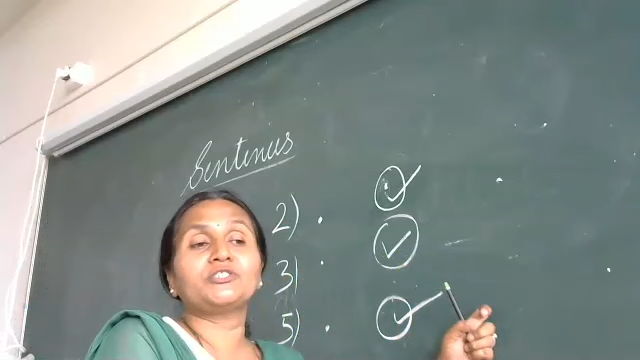 Sentences
2) . ✓
3) . ✓
5) . ✓